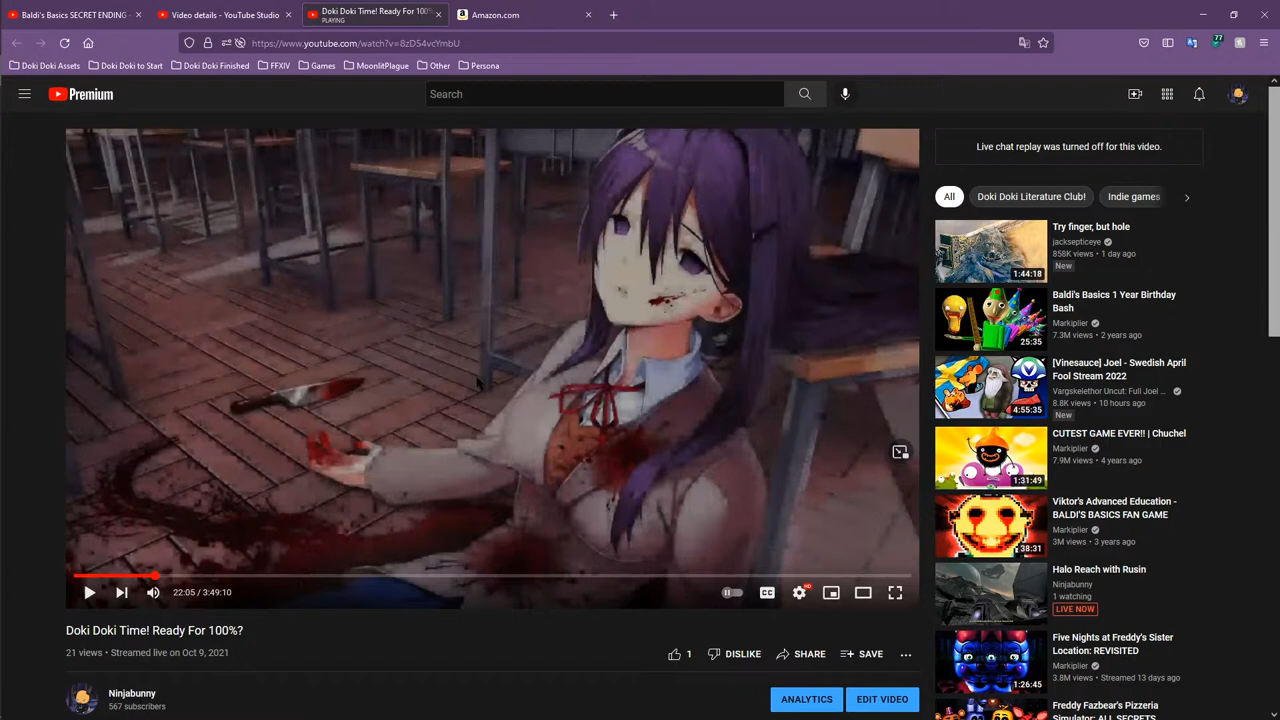 Baldi's Basics SECRET ENDING -
Video details - YouTube Studio
Doki Doki Time! Ready For 100%
PLAYING
Amazon.com
https://www.youtube.com/watch?v=8zD54vcYmbU
77
Doki Doki Assets
Doki Doki to Start
Doki Doki Finished
FFXIV
Games
MoonlitPlague
Other
Persona
Premium
Search
Live chat replay was turned off for this video.
All
Doki Doki Literature Club!
Indie games
Try finger, but hole
jacksepticeye
858K views • 1 day ago
New
1:44:18
Baldi's Basics 1 Year Birthday
Bash
Markiplier
7.3M views • 2 years ago
25:35
[Vinesauce] Joel - Swedish April
Fool Stream 2022
Vargskelethor Uncut: Full Joel ...
8.8K views • 10 hours ago
New
4:55:35
CUTEST GAME EVER!! | Chuchel
Markiplier
7.9M views • 4 years ago
1:31:49
Viktor's Advanced Education -
BALDI'S BASICS FAN GAME
Markiplier
3M views • 3 years ago
38:31
Halo Reach with Rusin
Ninjabunny
1 watching
LIVE NOW
Five Nights at Freddy's Sister
Location: REVISITED
Markiplier
3.8M views • Streamed 13 days ago
1:26:45
Freddy Fazbear's Pizzeria
Simulator: ALL SECRETS
22:05 / 3:49:10
CC
HD
Doki Doki Time! Ready For 100%?
21 views • Streamed live on Oct 9, 2021
1
DISLIKE
SHARE
SAVE
Ninjabunny
567 subscribers
ANALYTICS
EDIT VIDEO